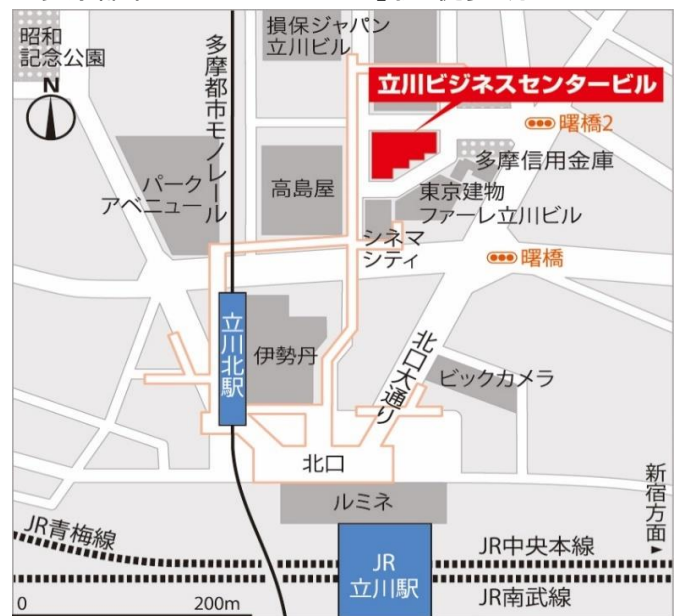 昭和
記念公園
N
多摩都市モノレール
損保ジャパン
立川ビル
立川ビジネスセンタービル
曙橋2
多摩信用金庫
パーク
アベニュー
高島屋
東京建物
ファーレ立川ビル
シネマ
シティ
曙橋
立川北駅
伊勢丹
北口大通り
ビックカメラ
北口
ルミネ
新宿方面
JR青梅線
JR
立川駅
JR中央本線
JR南武線
0 200m